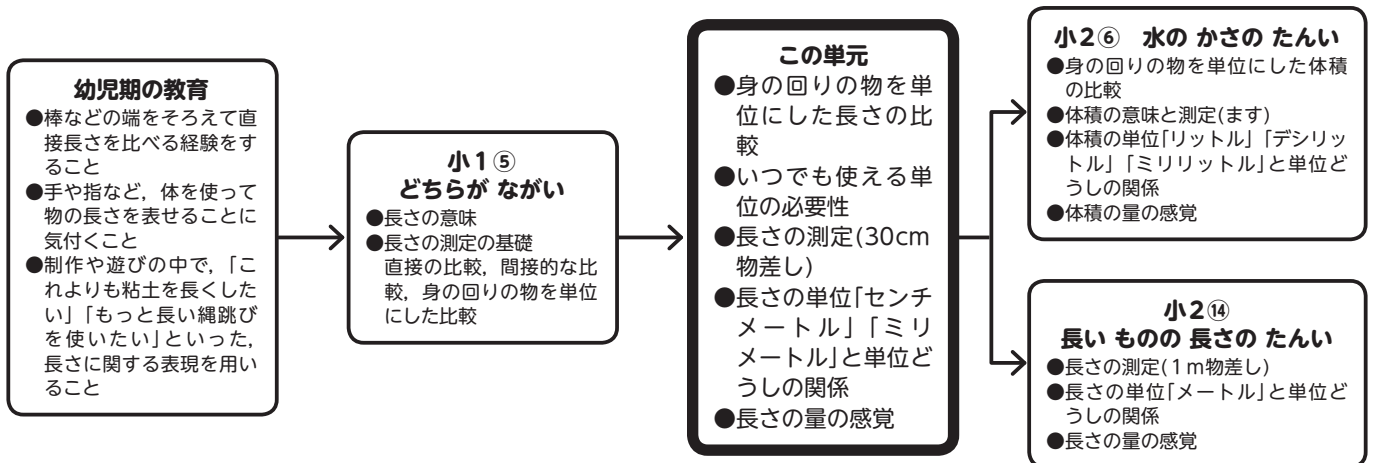 幼児期の教育
●棒などの端をそろえて直
接長さを比べる経験をす
ること
●手や指など，体を使って
物の長さを表せることに
気付くこと
●制作や遊びの中で，「こ
れよりも粘土を長くした
い」「もっと長い縄跳び
を使いたい」といった，
長さに関する表現を用い
ること
小1⑤
どちらが ながい
●長さの意味
●長さの測定の基礎
直接の比較，間接的な比
較，身の回りの物を単位
にした比較
この単元
●身の回りの物を単
位にした長さの比
較
●いつでも使える単
位の必要性
●長さの測定(30cm
物差し)
●長さの単位「センチ
メートル」「ミリ
メートル」と単位ど
うしの関係
●長さの量の感覚
小2⑥ 水の かさの たんい
●身の回りの物を単位にした体積
の比較
●体積の意味と測定(ます)
●体積の単位「リットル」「デシリッ
トル」「ミリリットル」と単位ど
うしの関係
●体積の量の感覚
小2⑭
長い ものの 長さの たんい
●長さの測定(1m物差し)
●長さの単位「メートル」と単位ど
うしの関係
●長さの量の感覚